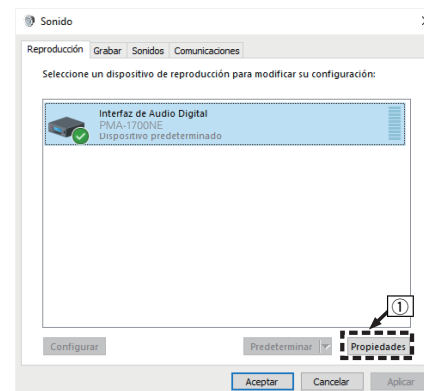 Sonido
Reproducción Grabar Sonidos Comunicaciones
Seleccione un dispositivo de reproducción para modificar su configuración:
Interfaz de Audio Digital
PMA-1700NE
Dispositivo predeterminado
①
Configurar Predeterminar Propiedades
Aceptar Cancelar Aplicar